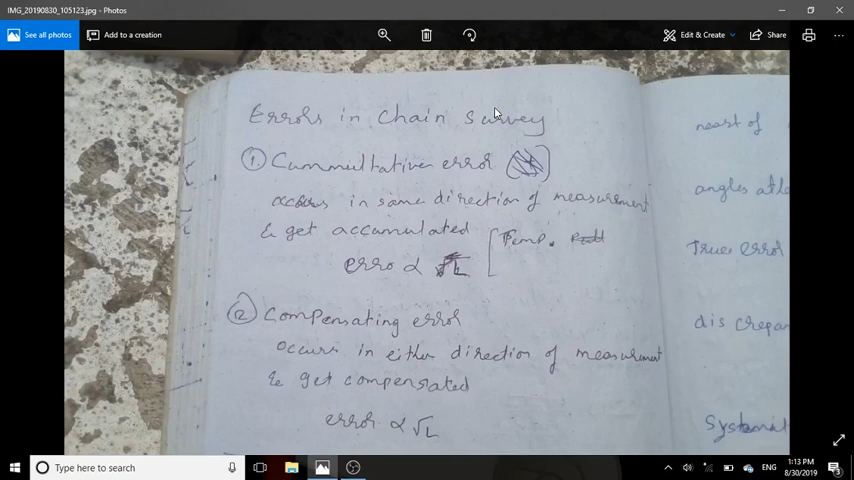 IMG_20190830_105123.jpg - Photos
See all photos
Add to a creation
Edit & Create
Share
Errors in chain survey
① Cummultative error
occurs in same direction of measurement
& get accumulated [Temp.
erro ∝ L
② Compensating error
occurs in either direction of measurement
& get compensated
error ∝ √L
neast of
angles
True error
discrepan
Systemat
Type here to search
ENG
1:13 PM
8/30/2019
3